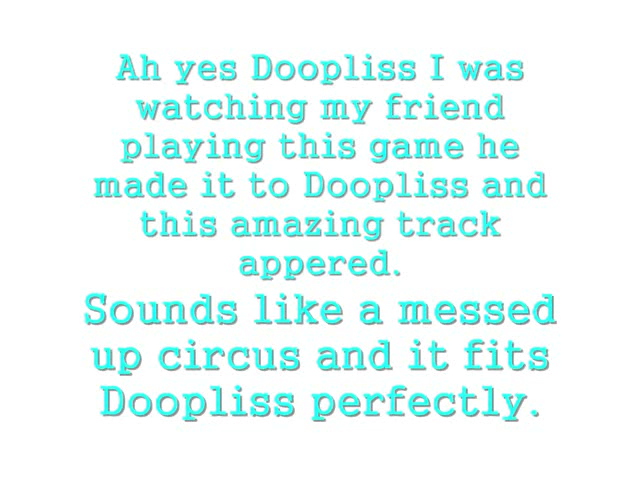 Ah yes Doopliss I was
watching my friend
playing this game he
made it to Doopliss and
this amazing track
appered.
Sounds like a messed
up circus and it fits
Doopliss perfectly.